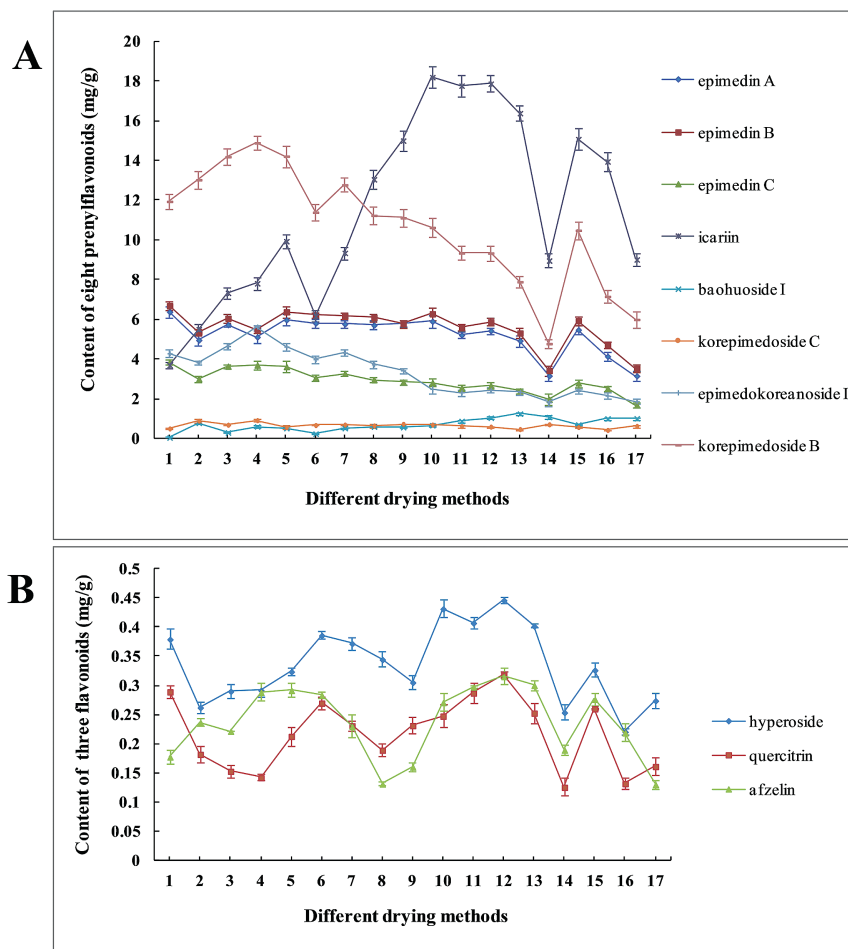 A
Content of eight prenylflavonoids (mg/g)
20
18
16
14
12
10
8
6
4
2
0
1 2 3 4 5 6 7 8 9 10 11 12 13 14 15 16 17
Different drying methods
epimedin A
epimedin B
epimedin C
icariin
baohuoside I
korepimedoside C
epimedokoreanoside I
korepimedoside B
B
Content of three flavonoids (mg/g)
0.5
0.45
0.4
0.35
0.3
0.25
0.2
0.15
0.1
0.05
0
1 2 3 4 5 6 7 8 9 10 11 12 13 14 15 16 17
Different drying methods
hyperoside
quercitrin
afzelin